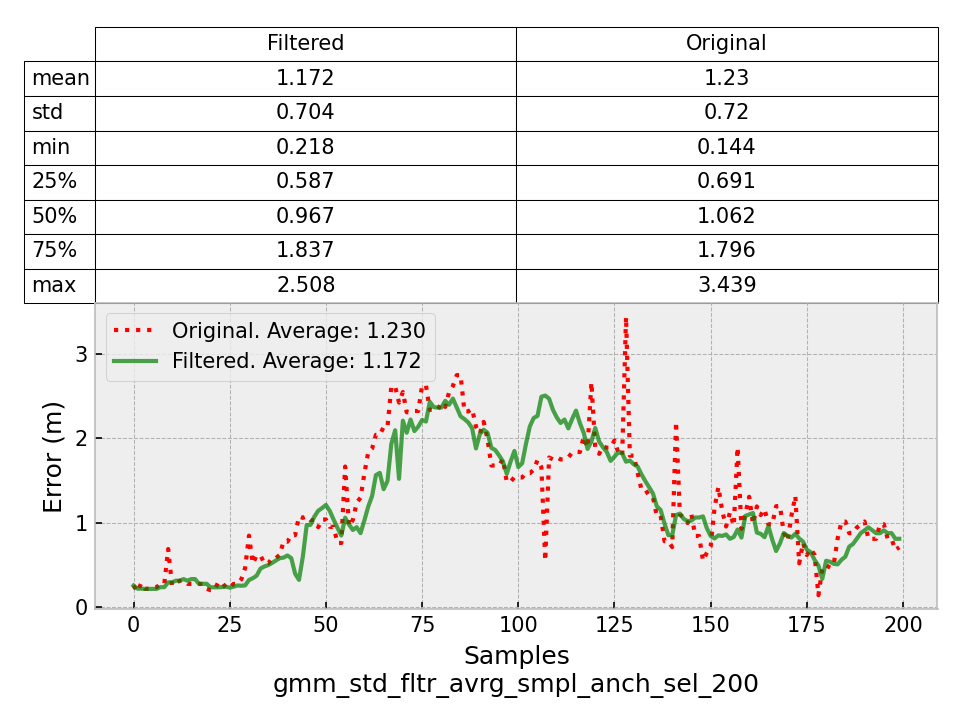 Filtered Original
mean 1.172 1.23
std 0.704 0.72
min 0.218 0.144
25% 0.587 0.691
50% 0.967 1.062
75% 1.837 1.796
max 2.508 3.439
Original. Average: 1.230
Filtered. Average: 1.172
3
2
1
0
Error (m)
0 25 50 75 100 125 150 175 200
Samples
gmm_std_fltr_avrg_smpl_anch_sel_200